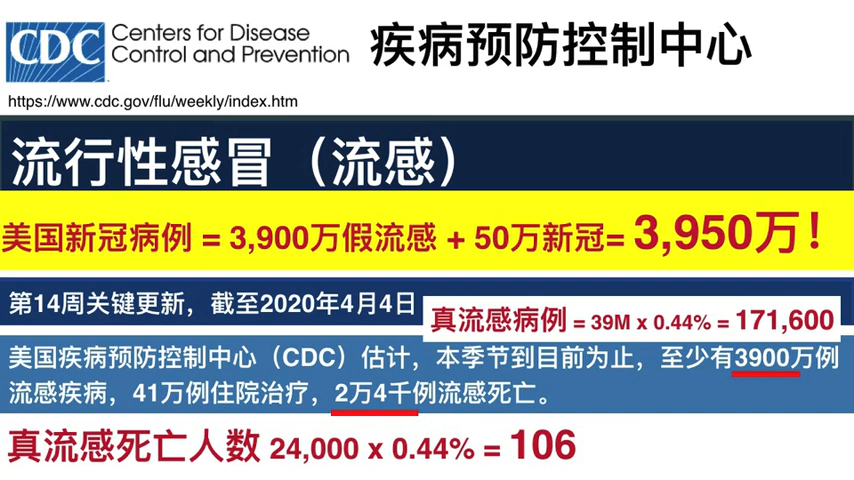 CDC
Centers for Disease
Control and Prevention
疾病预防控制中心
https://www.cdc.gov/flu/weekly/index.htm
流行性感冒（流感）
美国新冠病例 = 3,900万假流感 + 50万新冠= 3,950万！
第14周关键更新，截至2020年4月4日
真流感病例 = 39M x 0.44% = 171,600
美国疾病预防控制中心（CDC）估计，本季节到目前为止，至少有3900万例
流感疾病，41万例住院治疗，2万4千例流感死亡。
真流感死亡人数 24,000 x 0.44% = 106